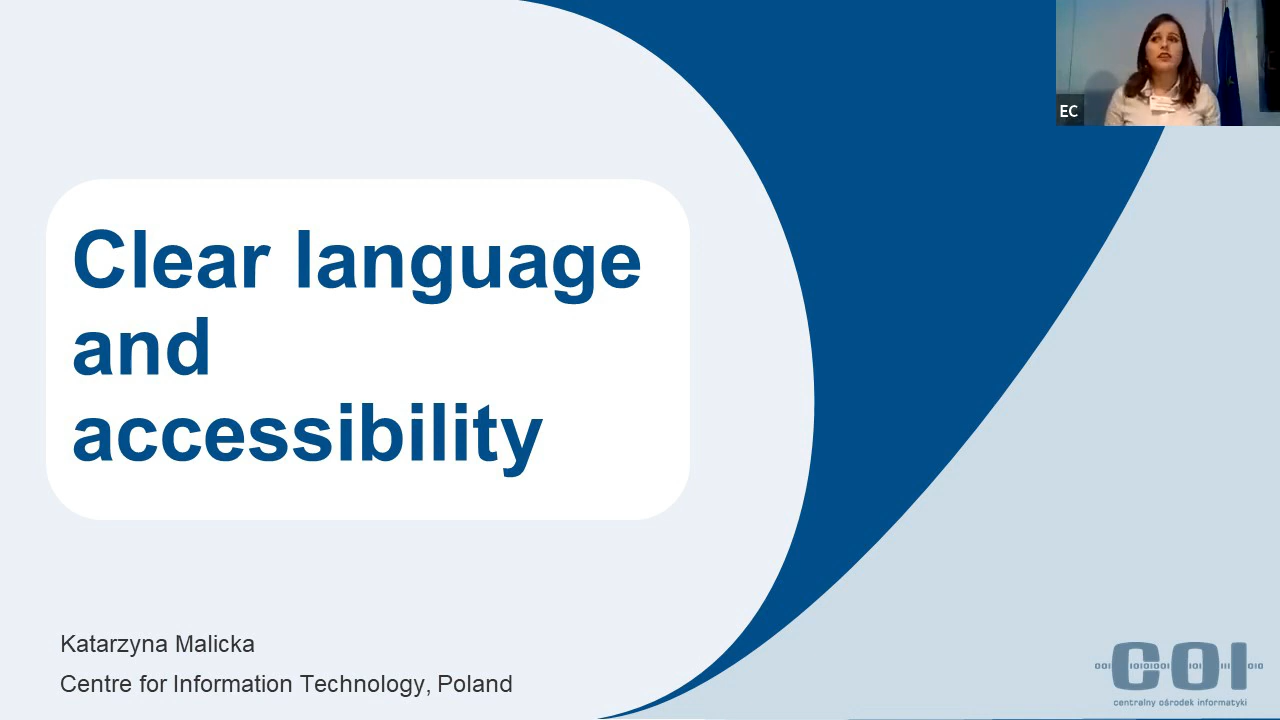 EC
Clear language
and
accessibility
Katarzyna Malicka
Centre for Information Technology, Poland
COI
centralny ośrodek informatyki